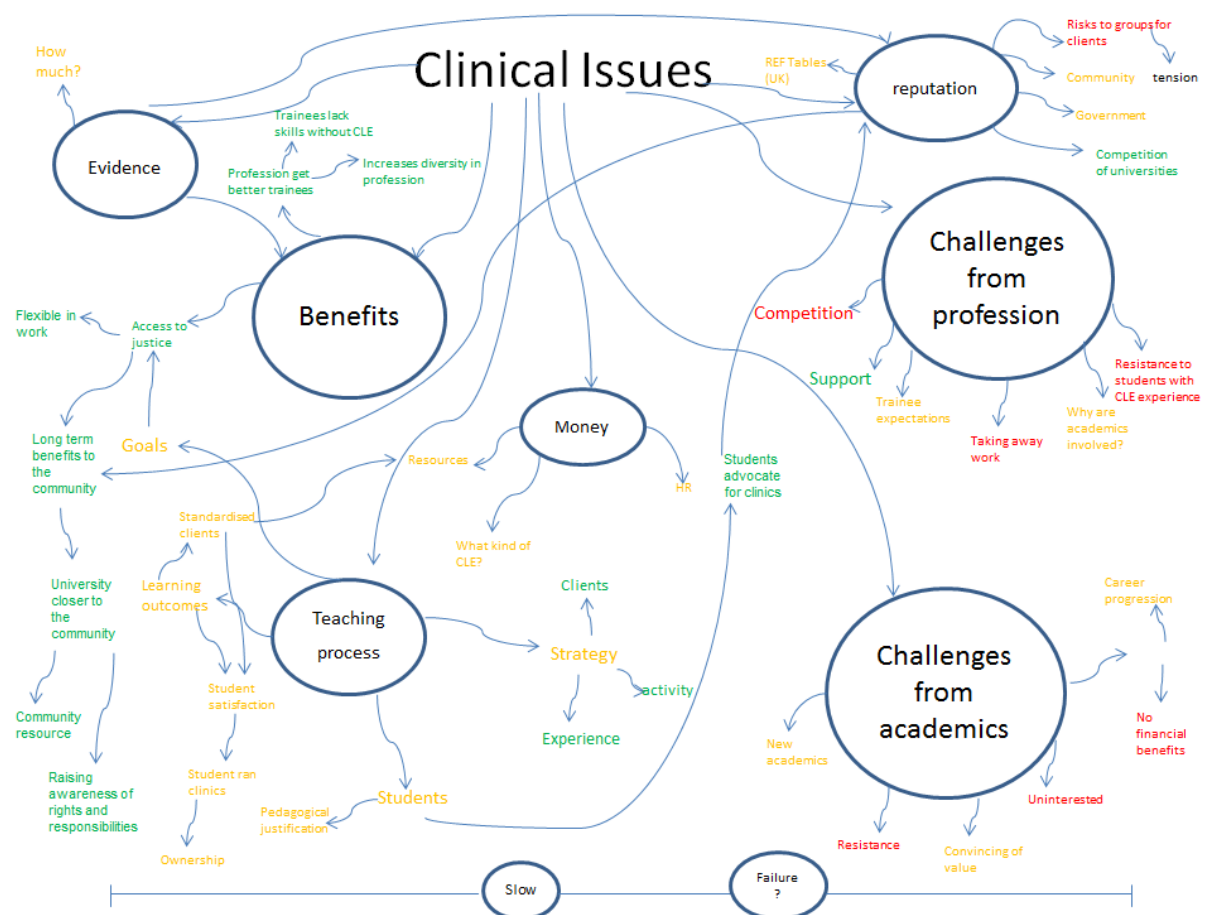 Clinical Issues
How
much?
Evidence
Trainees lack
skills without CLE
Profession get
better trainees
Increases diversity in
profession
Benefits
Flexible in
work
Access to
justice
Long term
benefits to
the
community
Goals
University
closer to
the
community
Community
resource
Raising
awareness of
rights and
responsibilities
REF Tables
(UK)
reputation
Risks to groups for
clients
tension
Community
Government
Competition
of universities
Challenges
from
profession
Competition
Support
Trainee
expectations
Taking away
work
Why are
academics
involved?
Resistance to
students with
CLE experience
Money
Resources
What kind of
CLE?
HR
Students
advocate
for clinics
Standardised
clients
Learning
outcomes
Teaching
process
Student
satisfaction
Student ran
clinics
Ownership
Students
Pedagogical
justification
Clients
Strategy
activity
Experience
Challenges
from
academics
Career
progression
No
financial
benefits
New
academics
Resistance
Convincing of
value
Uninterested
Slow
Failure
?